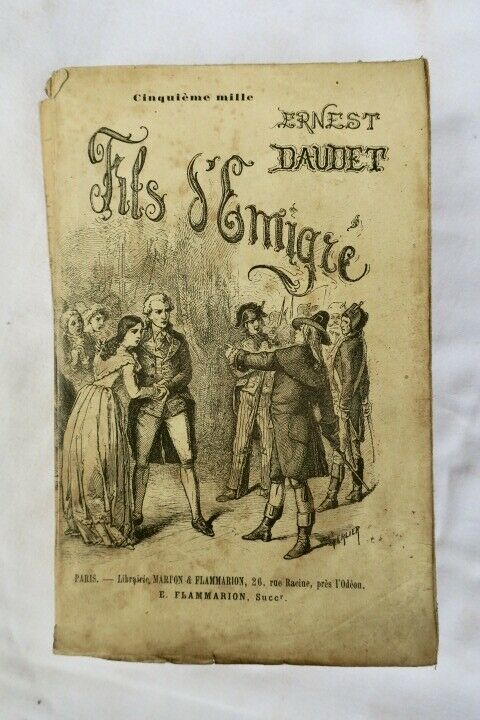 Cinquième mille
ERNEST
DAUDET
Fils d'Emigré
PARIS. — Librairie MARPON & FLAMMARION, 26, rue Racine, près l'Odéon.
E. FLAMMARION, Succr.